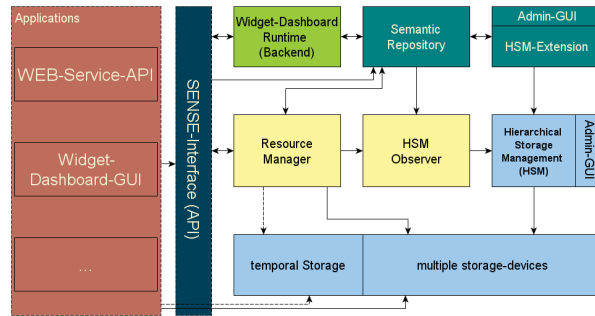 Applications
WEB-Service-API
Widget-
Dashboard-GUI
...
SENSE-Interface (API)
Widget-Dashboard
Runtime
(Backend)
Semantic
Repository
Admin-GUI
HSM-Extension
Resource
Manager
HSM
Observer
Hierarchical
Storage
Management
(HSM)
Admin-GUI
temporal Storage
multiple storage-devices